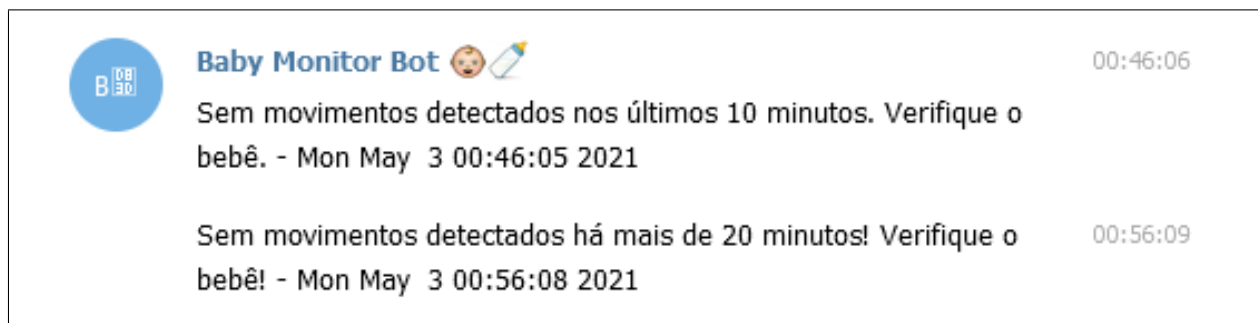 Baby Monitor Bot 👶🍼 00:46:06
B
Sem movimentos detectados nos últimos 10 minutos. Verifique o
bebê. - Mon May  3 00:46:05 2021
Sem movimentos detectados há mais de 20 minutos! Verifique o 00:56:09
bebê! - Mon May  3 00:56:08 2021